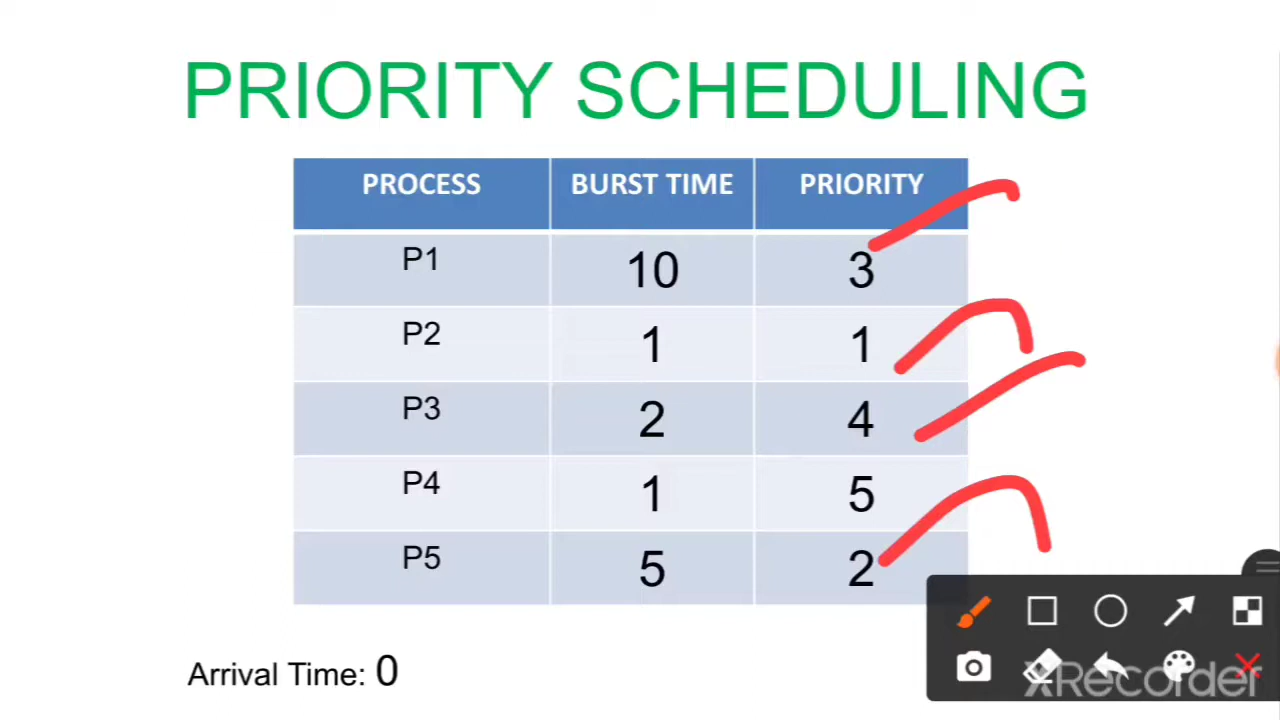 PRIORITY SCHEDULING
PROCESS BURST TIME PRIORITY
P1 10 3
P2 1 1
P3 2 4
P4 1 5
P5 5 2
Arrival Time: 0
XRecorder